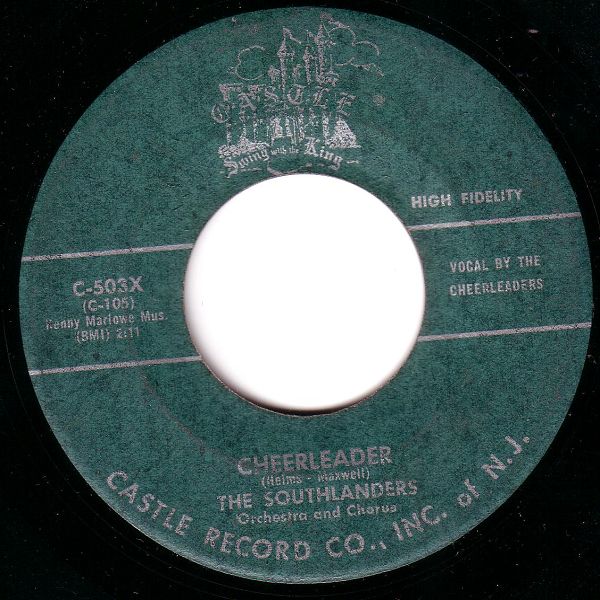 CASTLE
Swing with the King
HIGH FIDELITY
C-503X
(C-105)
Kenny Marlowe Mus.
(BMI) 2:11
VOCAL BY THE
CHEERLEADERS
CHEERLEADER
(Helms - Maxwell)
THE SOUTHLANDERS
Orchestra and Chorus
CASTLE RECORD CO., INC. of N. J.